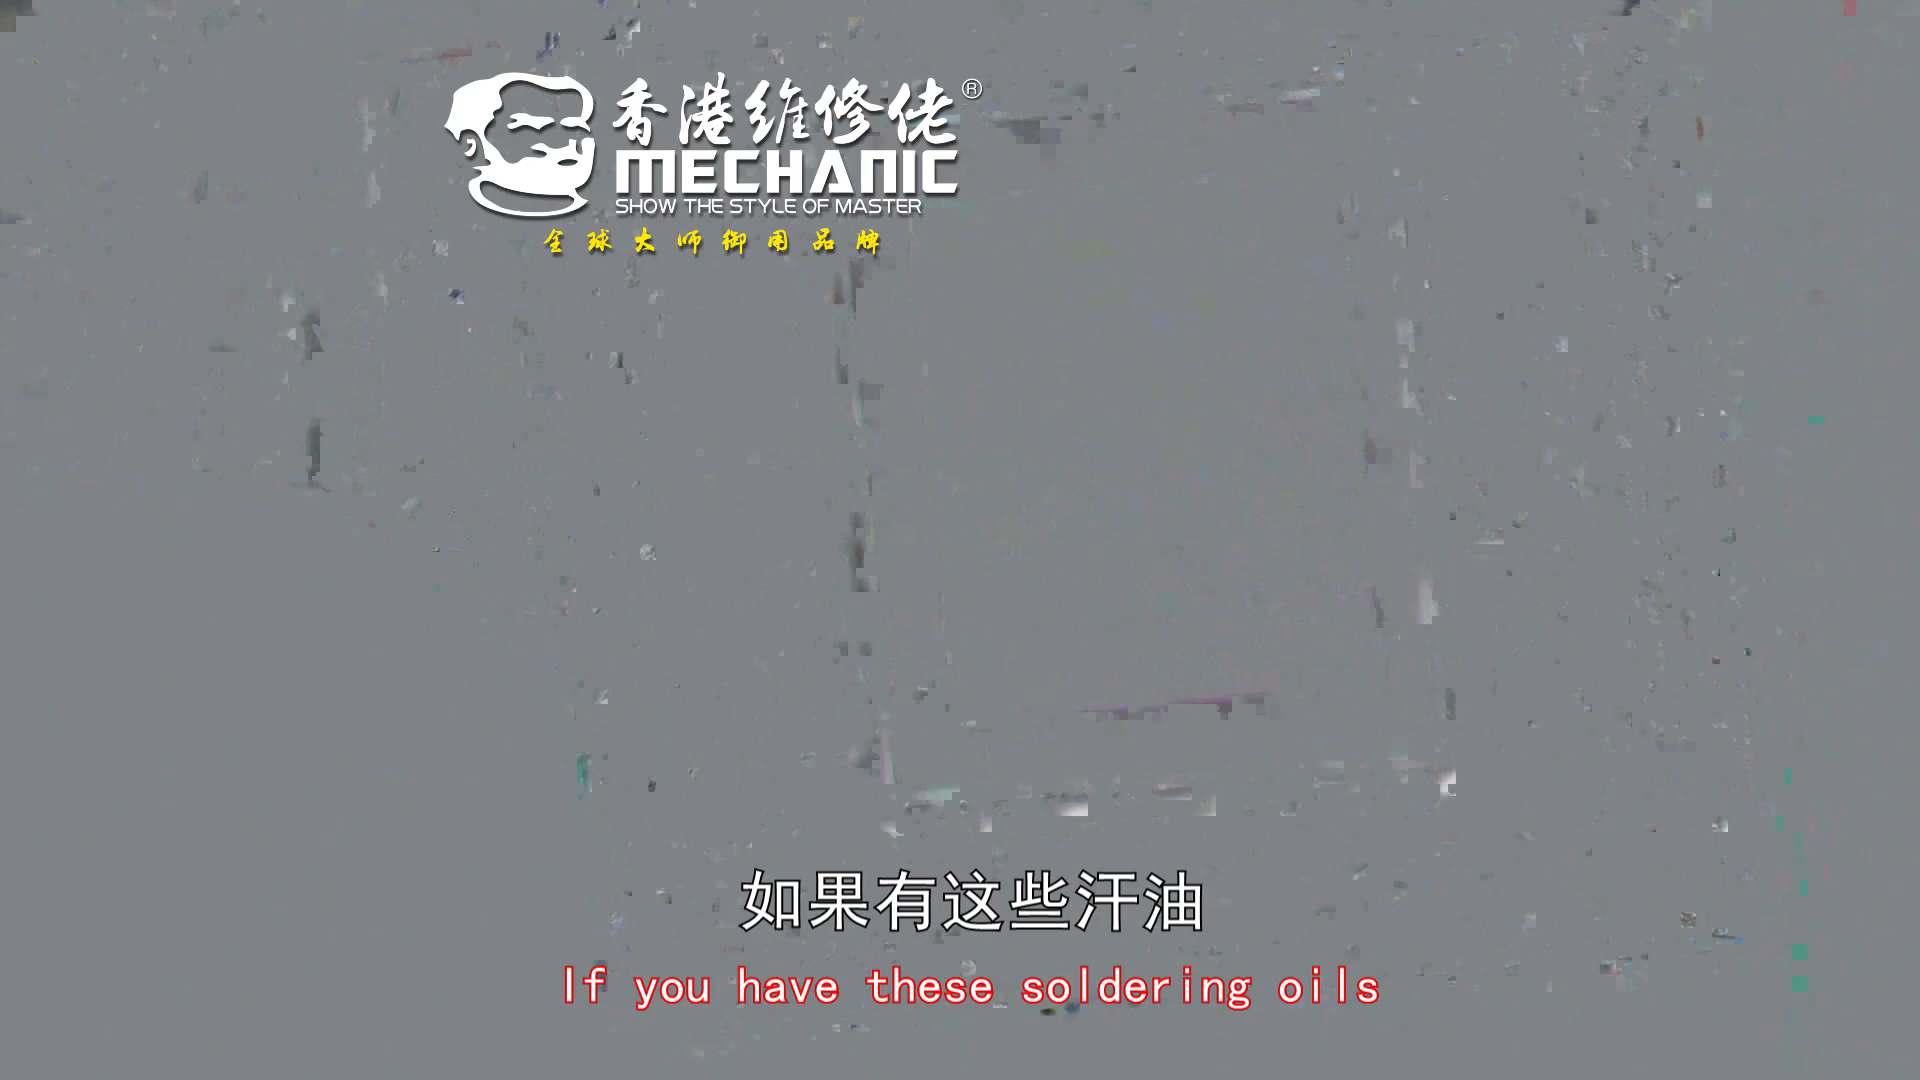 香港维修佬®
MECHANIC
SHOW THE STYLE OF MASTER
全球大师御用品牌
如果有这些汗油
If you have these soldering oils